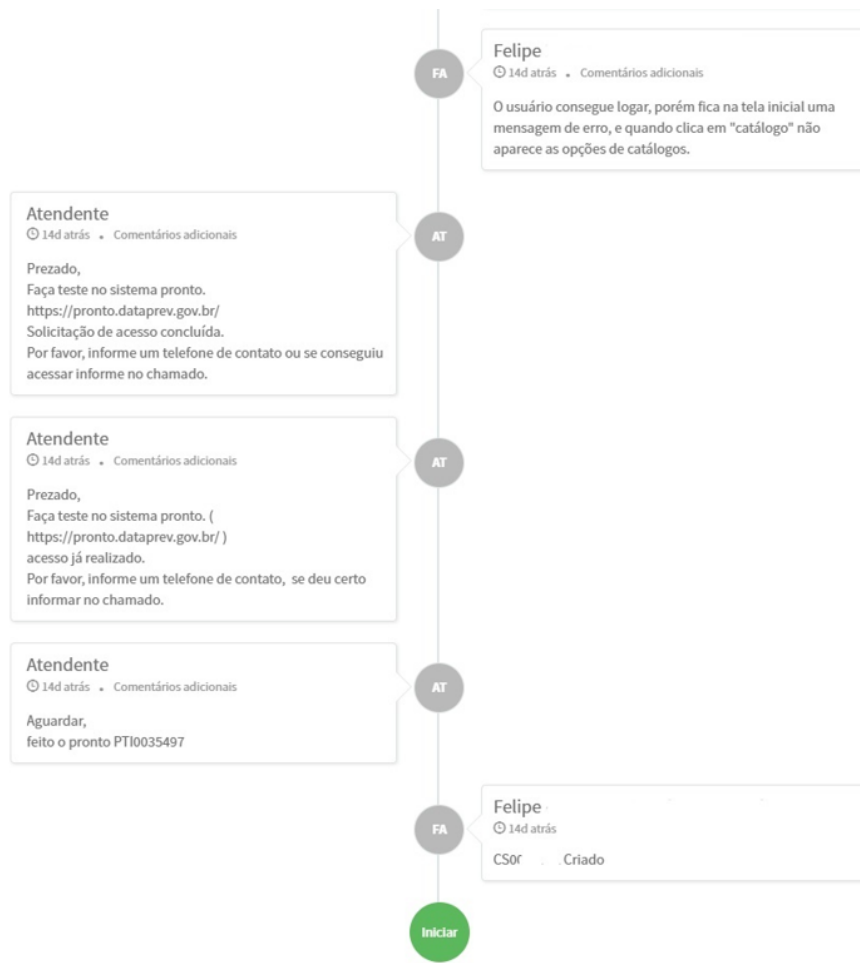 Felipe
FA
14d atrás • Comentários adicionais
O usuário consegue logar, porém fica na tela inicial uma
mensagem de erro, e quando clica em "catálogo" não
aparece as opções de catálogos.
Atendente
14d atrás • Comentários adicionais
AT
Prezado,
Faça teste no sistema pronto.
https://pronto.dataprev.gov.br/
Solicitação de acesso concluída.
Por favor, informe um telefone de contato ou se conseguiu
acessar informe no chamado.
Atendente
14d atrás • Comentários adicionais
AT
Prezado,
Faça teste no sistema pronto. (
https://pronto.dataprev.gov.br/ )
acesso já realizado.
Por favor, informe um telefone de contato, se deu certo
informar no chamado.
Atendente
14d atrás • Comentários adicionais
AT
Aguardar,
feito o pronto PTI0035497
Felipe
FA
14d atrás
Criado
Iniciar